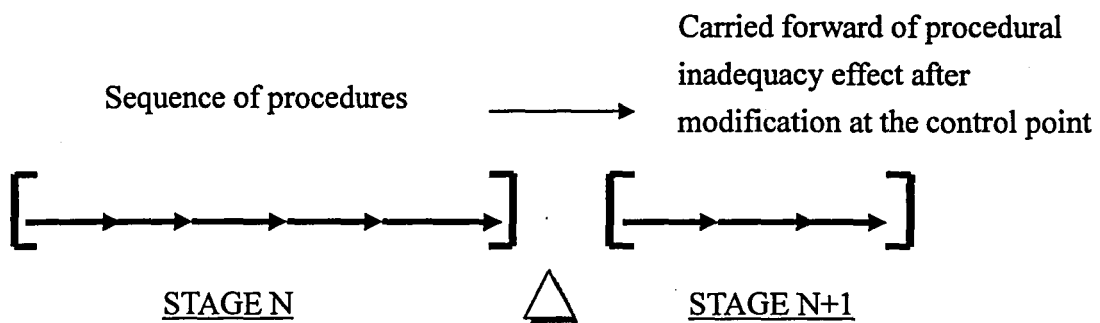 Sequence of procedures
Carried forward of procedural
inadequacy effect after
modification at the control point
STAGE N
STAGE N+1